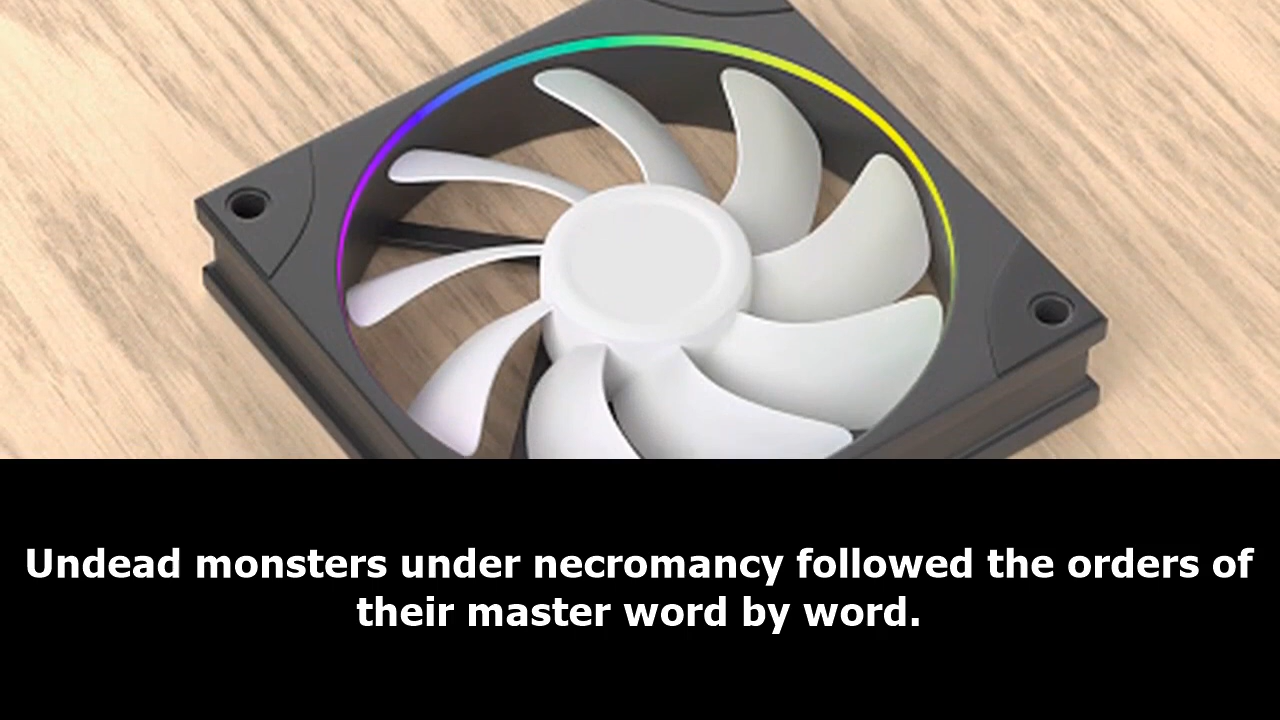 Undead monsters under necromancy followed the orders of
their master word by word.